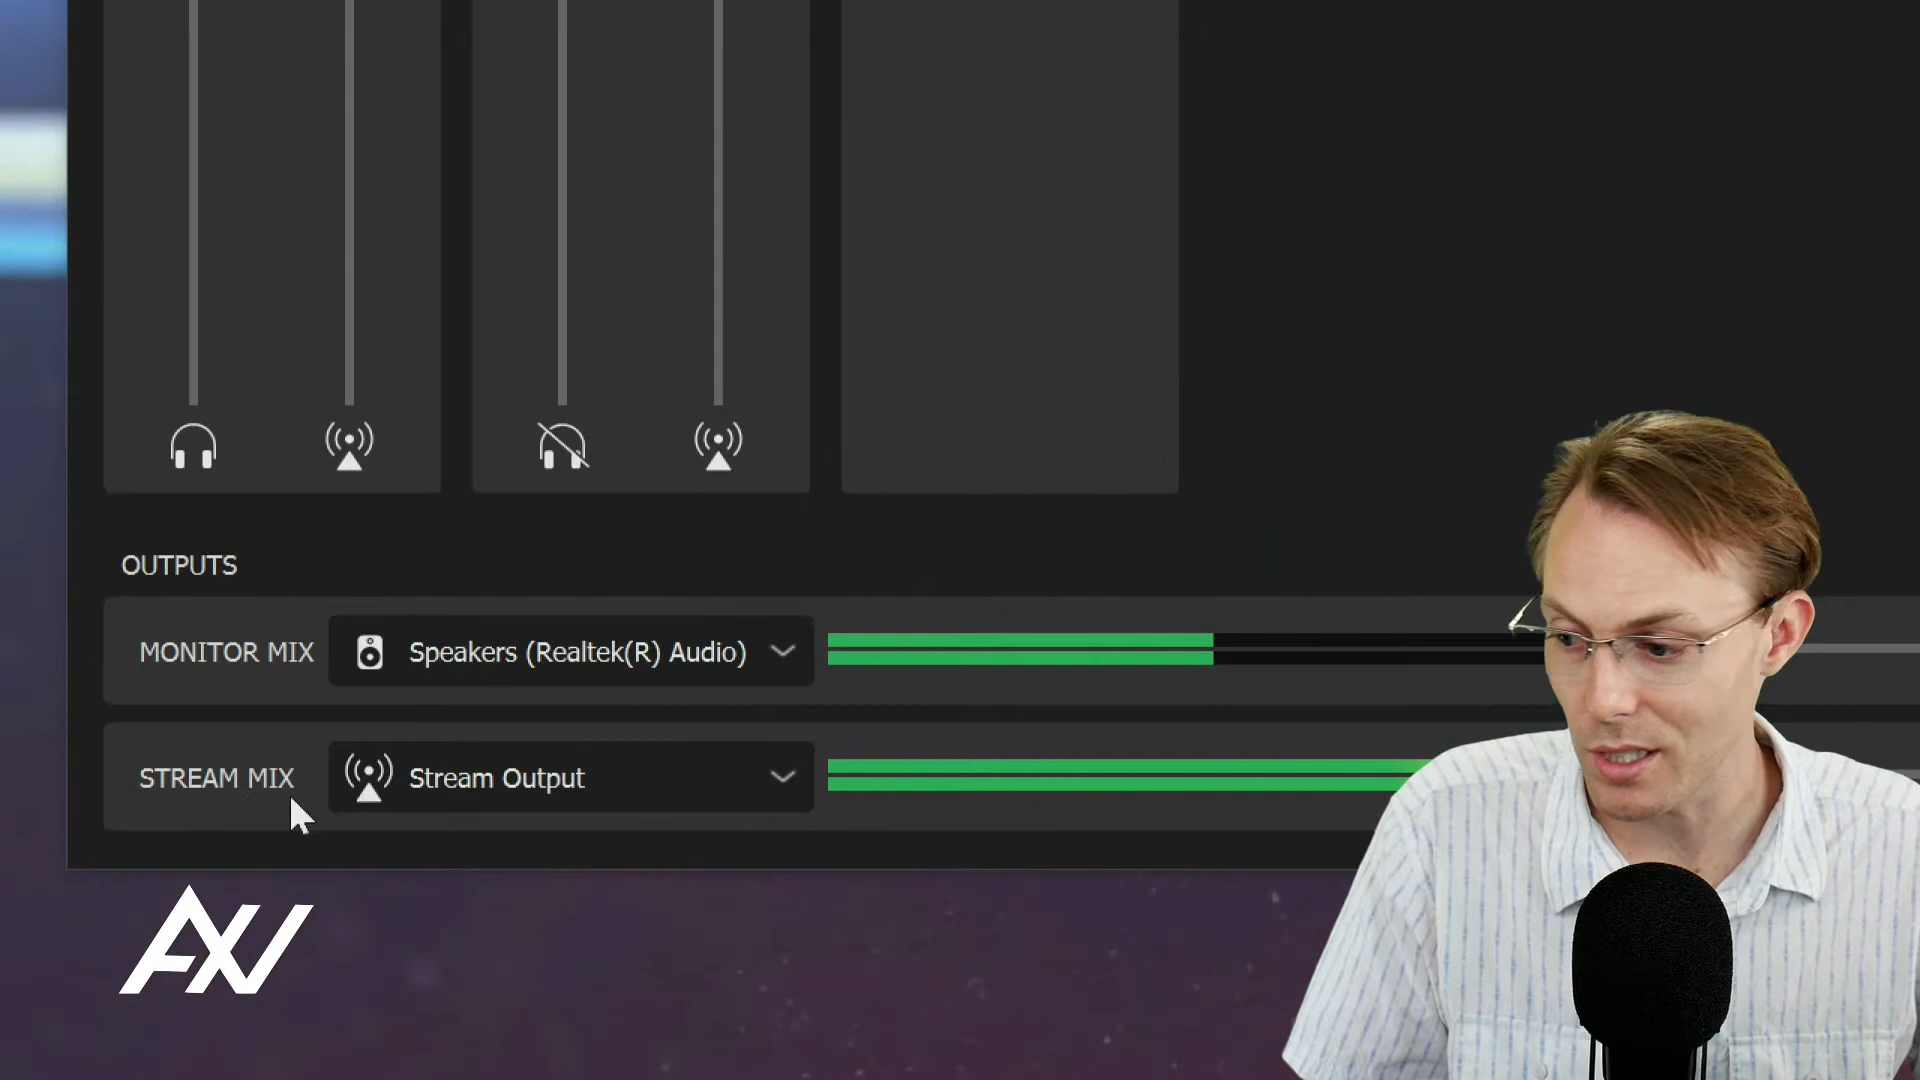 OUTPUTS
MONITOR MIX Speakers (Realtek(R) Audio)
STREAM MIX Stream Output